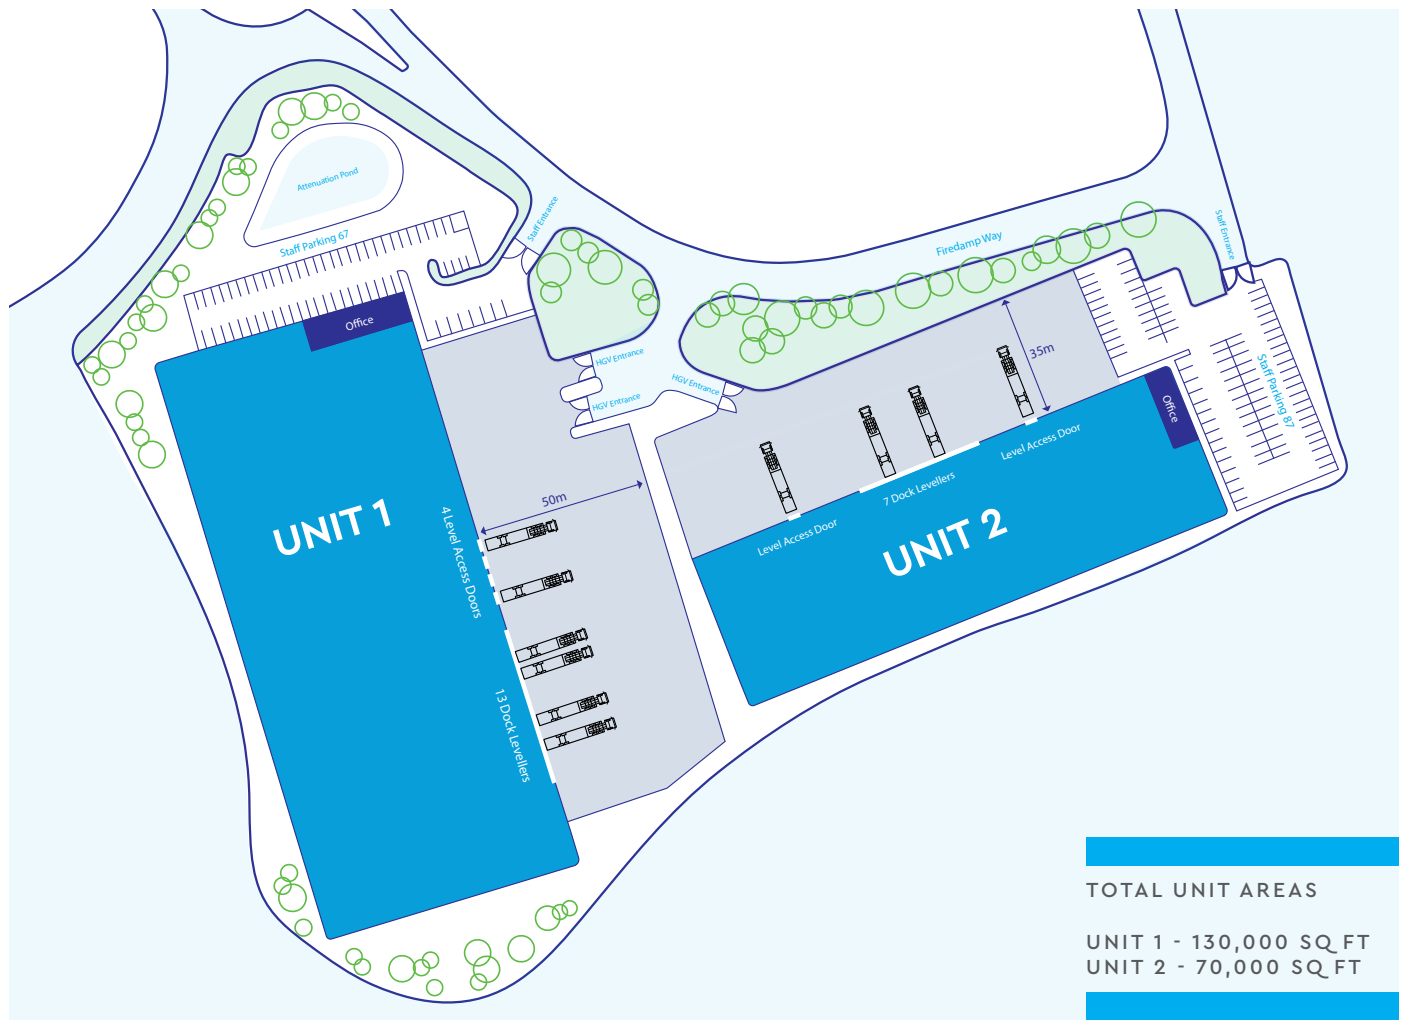 Attenuation Pond
Staff Parking 67
Staff Entrance
Office
Firedamp Way
Staff Entrance
HGV Entrance
HGV Entrance
HGV Entrance
35m
Staff Parking 87
Office
Level Access Door
7 Dock Levellers
Level Access Door
50m
UNIT 1
4 Level Access Doors
UNIT 2
13 Dock Levellers
TOTAL UNIT AREAS
UNIT 1 - 130,000 SQ FT
UNIT 2 - 70,000 SQ FT